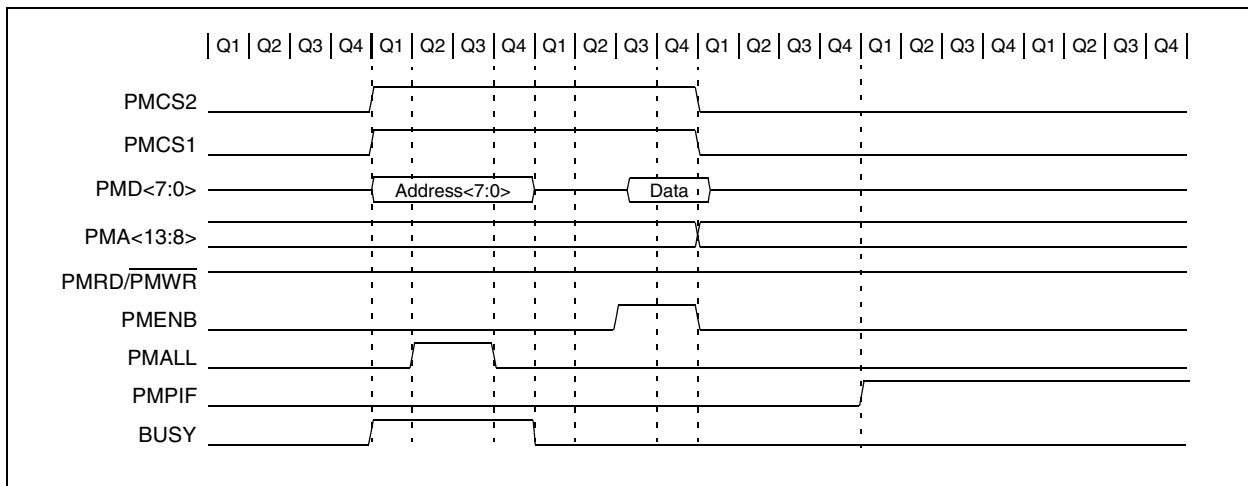 Q1 Q2 Q3 Q4 Q1 Q2 Q3 Q4 Q1 Q2 Q3 Q4 Q1 Q2 Q3 Q4 Q1 Q2 Q3 Q4 Q1 Q2 Q3 Q4
PMCS2
PMCS1
PMD<7:0> Address<7:0> Data
PMA<13:8>
PMRD/PMWR
PMENB
PMALL
PMPIF
BUSY